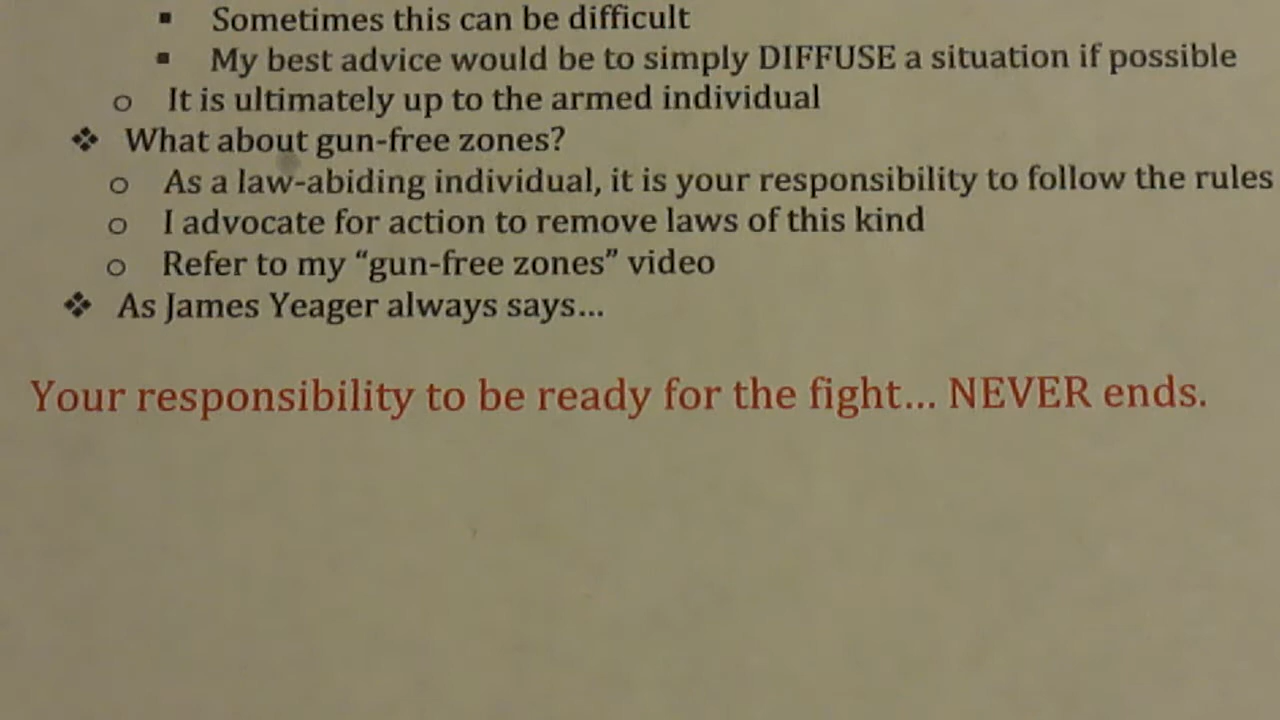 ▪ Sometimes this can be difficult
▪ My best advice would be to simply DIFFUSE a situation if possible
o It is ultimately up to the armed individual
❖ What about gun-free zones?
o As a law-abiding individual, it is your responsibility to follow the rules
o I advocate for action to remove laws of this kind
o Refer to my “gun-free zones” video
❖ As James Yeager always says...
Your responsibility to be ready for the fight... NEVER ends.